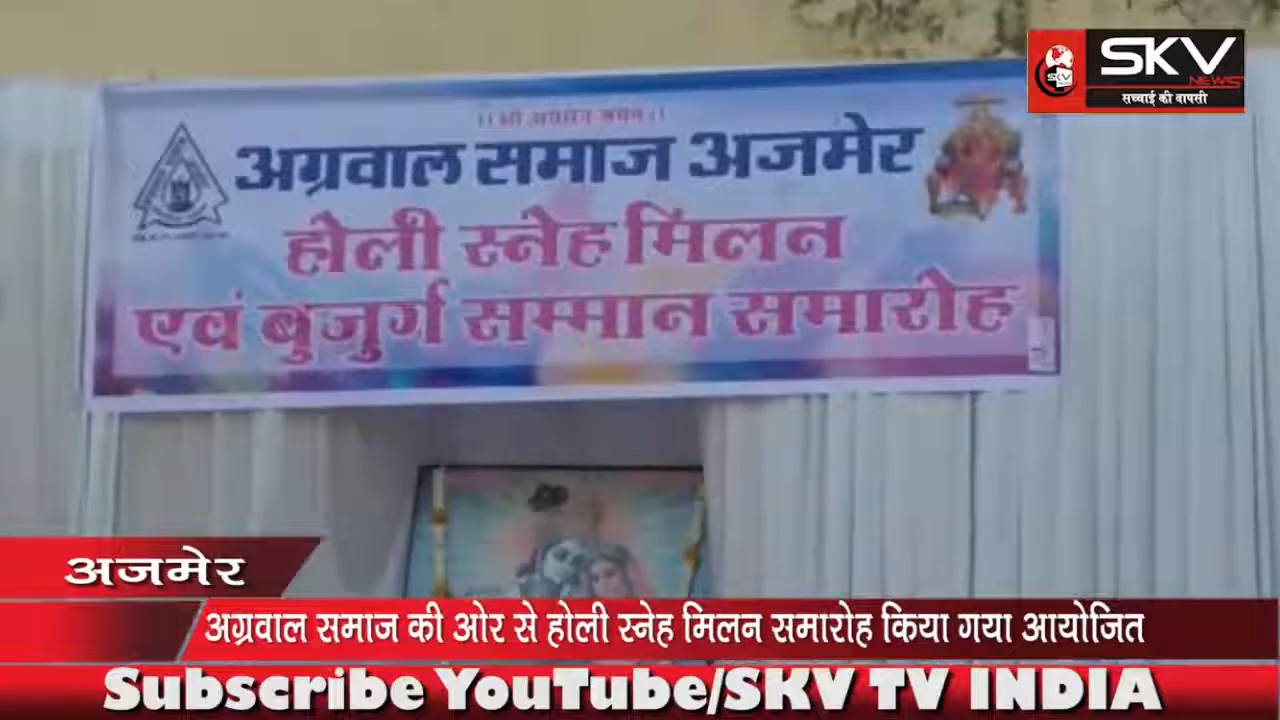 SKV
NEWS
सच्चाई की वापसी
अग्रवाल समाज अजमेर
होली स्नेह मिलन
एवं बुजुर्ग सम्मान समारोह
अजमेर
अग्रवाल समाज की ओर से होली स्नेह मिलन समारोह किया गया आयोजित
Subscribe YouTube/SKV TV INDIA